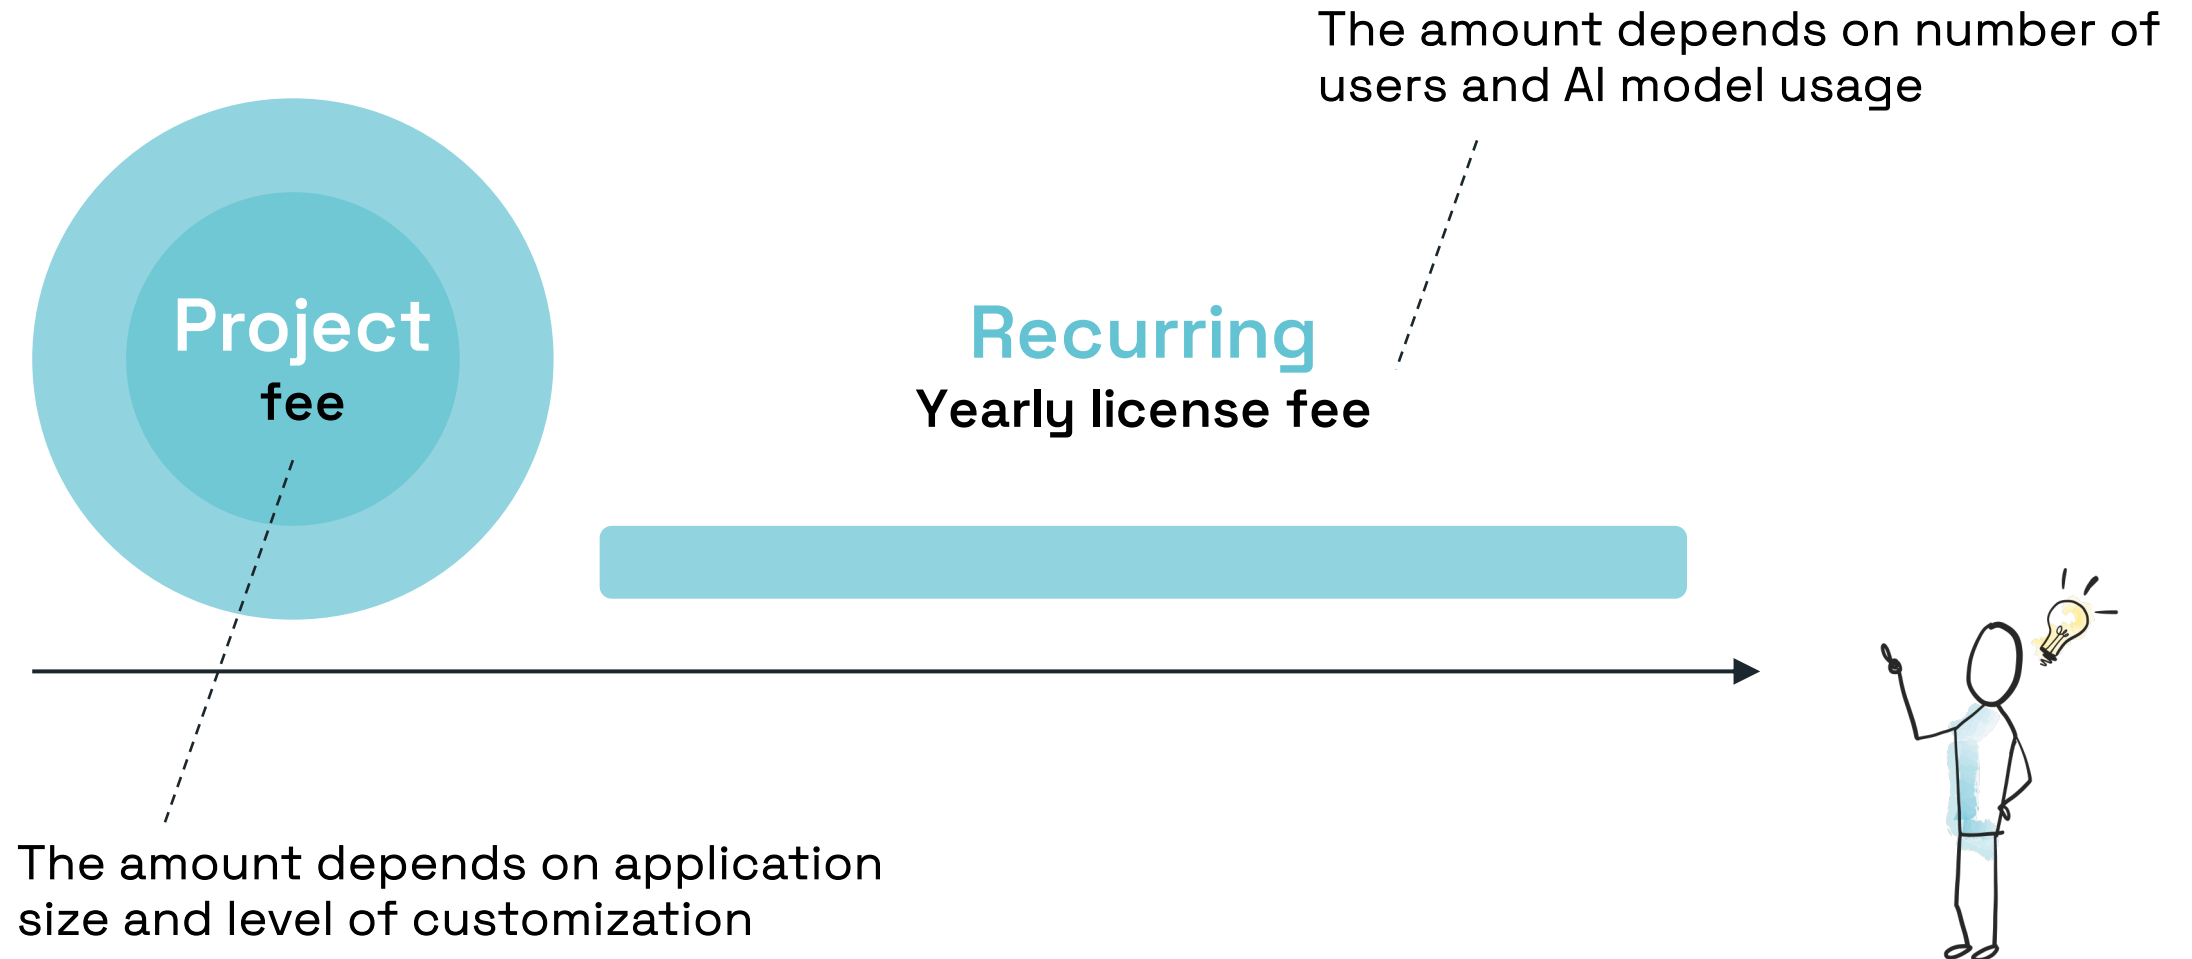 The amount depends on number of
users and AI model usage
Project
fee
Recurring
Yearly license fee
The amount depends on application
size and level of customization